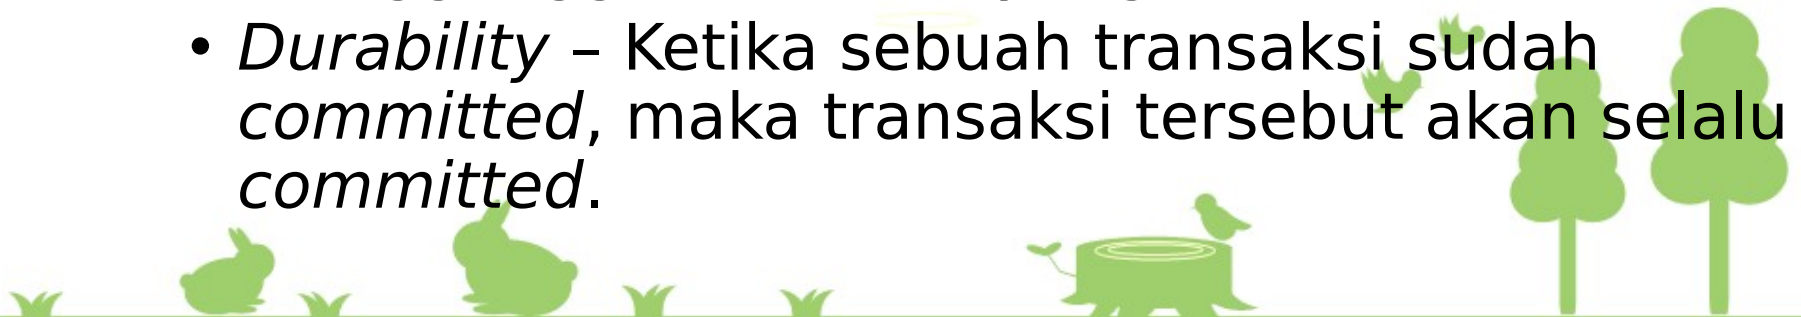 • Durability – Ketika sebuah transaksi sudah
committed, maka transaksi tersebut akan selalu
committed.